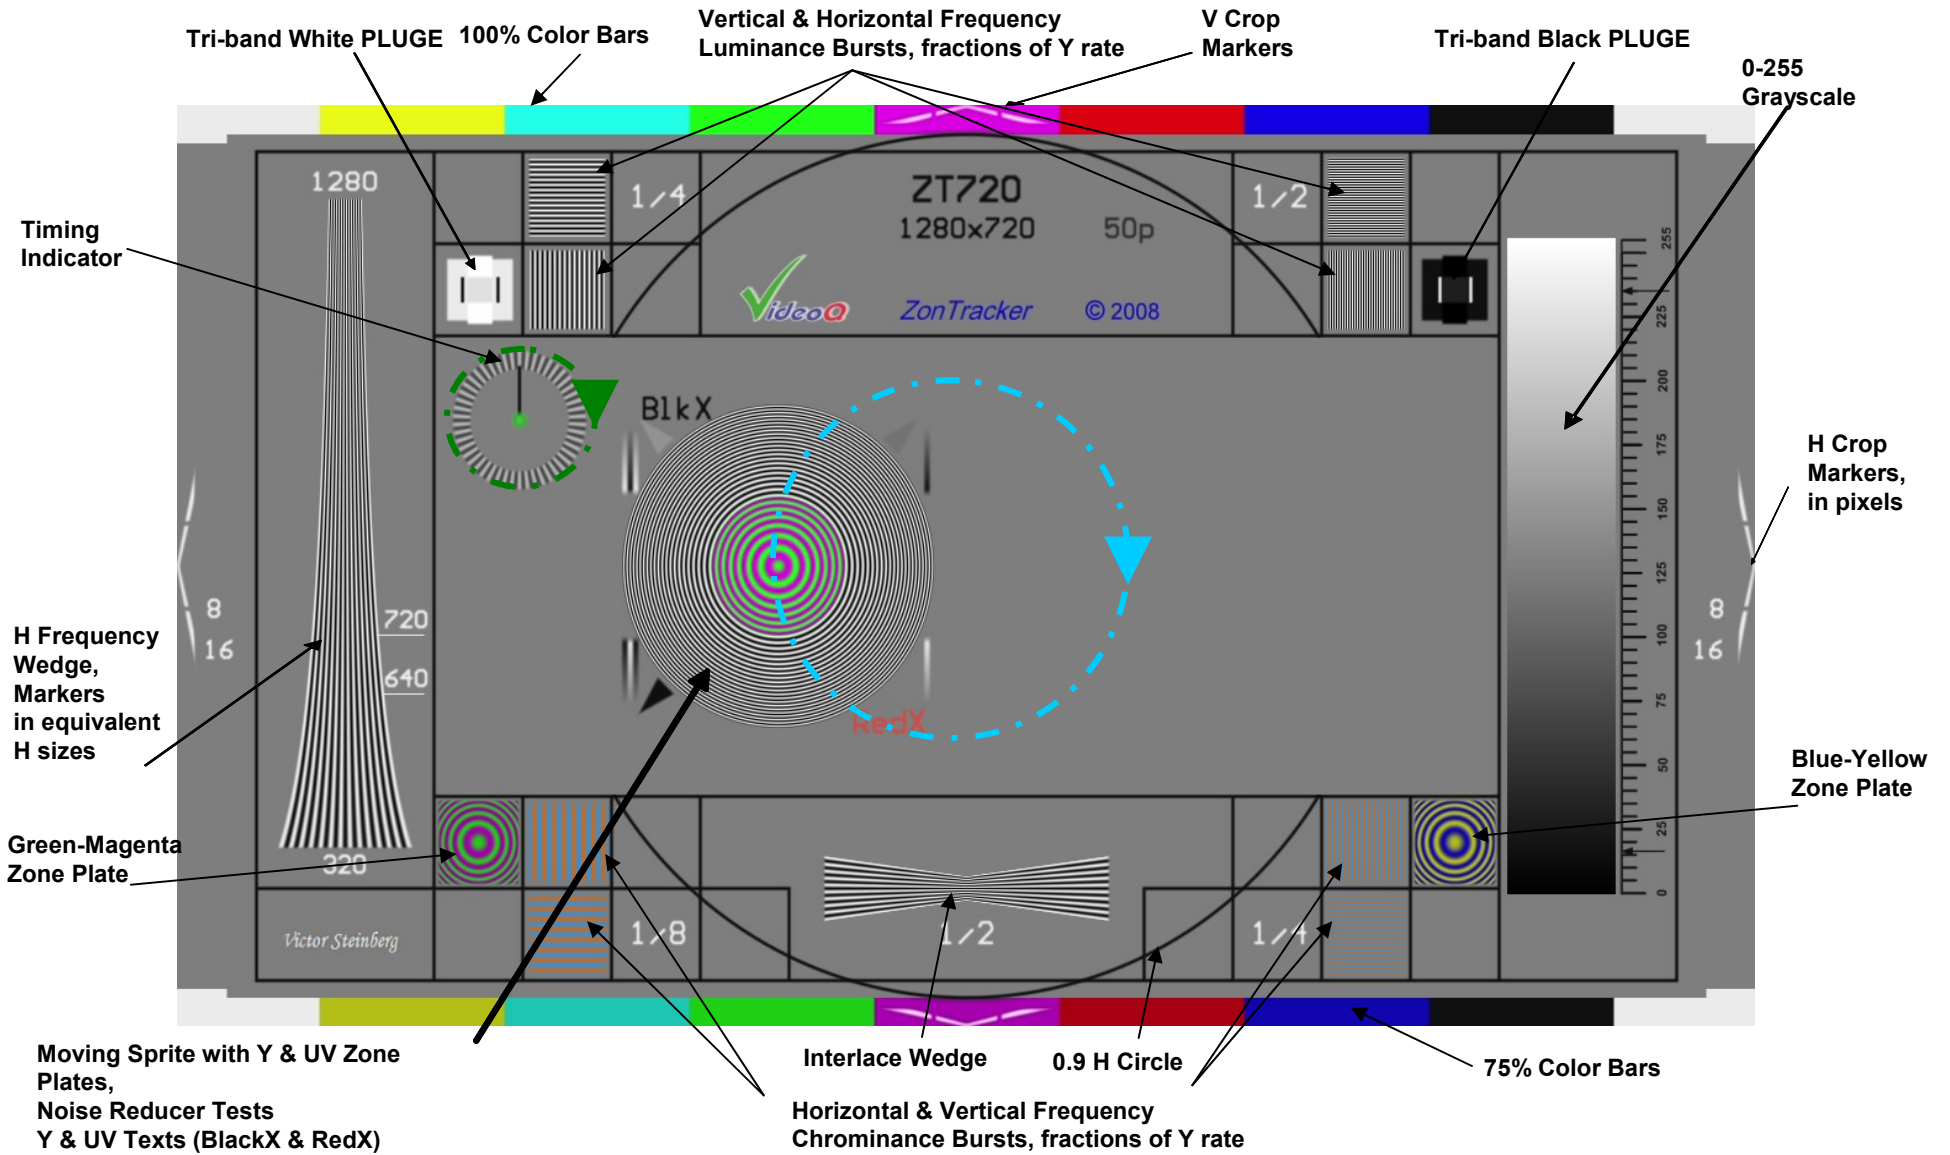 Vertical & Horizontal Frequency
Luminance Bursts, fractions of Y rate
V Crop
Markers
Tri-band White PLUGE
100% Color Bars
Tri-band Black PLUGE
0-255
Grayscale
1280
1/4
ZT720
1280x720
50p
1/2
VideoQ
ZonTracker
© 2008
Timing
Indicator
BlkX
RedX
255
225
200
175
150
125
100
75
50
25
0
H Crop
Markers,
in pixels
8
16
8
16
H Frequency
Wedge,
Markers
in equivalent
H sizes
720
640
320
Green-Magenta
Zone Plate
Blue-Yellow
Zone Plate
Victor Steinberg
1/8
1/2
1/4
Moving Sprite with Y & UV Zone
Plates,
Noise Reducer Tests
Y & UV Texts (BlackX & RedX)
Interlace Wedge
0.9 H Circle
75% Color Bars
Horizontal & Vertical Frequency
Chrominance Bursts, fractions of Y rate